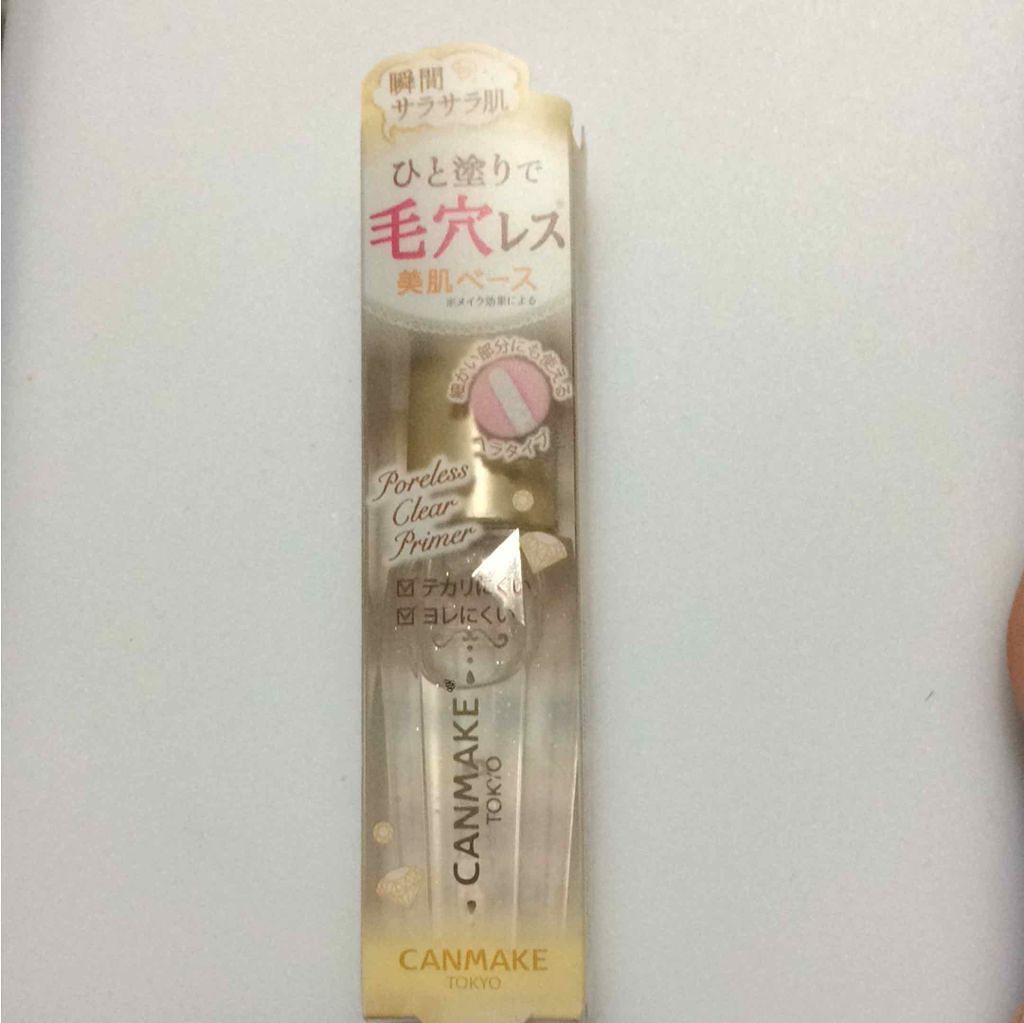 瞬間
サラサラ肌
ひと塗りで
毛穴レス※
美肌ベース
※メイク効果による
細かい部分にも使える
ヘラタイプ
Poreless
Clear
Primer
テカリにくい
ヨレにくい
CANMAKE®
TOKYO
CANMAKE
TOKYO